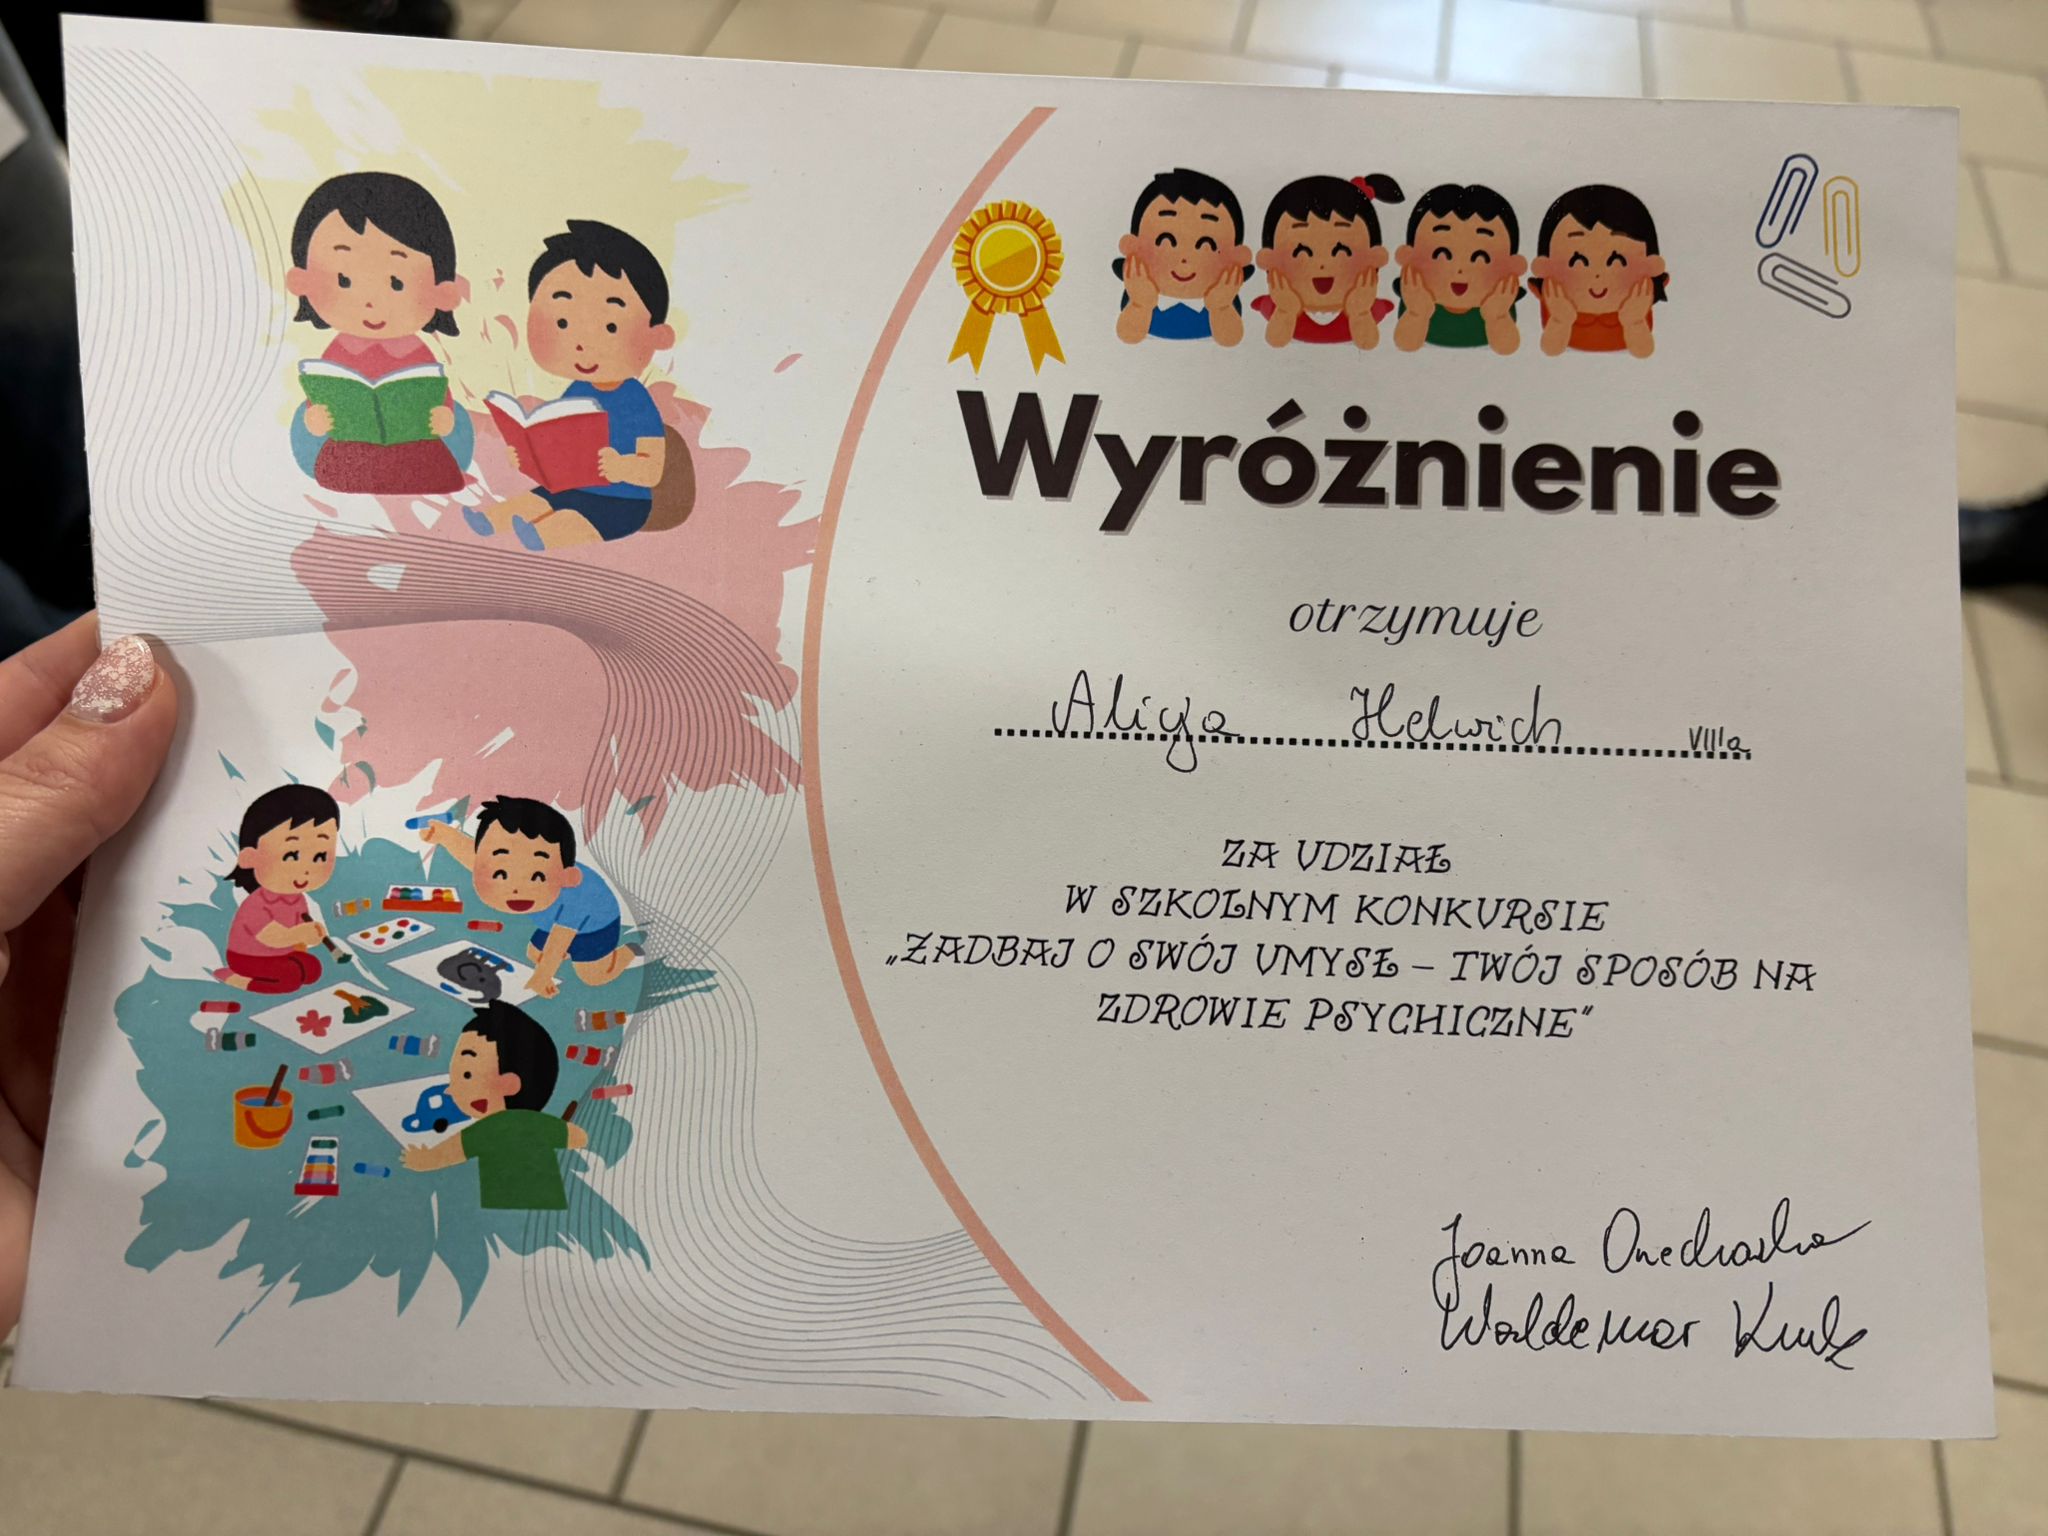 Wyróżnienie
otrzymuje
Alicja Helwich VIIIa
ZA UDZIAŁ
W SZKOLNYM KONKURSIE
„ZADBAJ O SWÓJ UMYSŁ – TWÓJ SPOSÓB NA
ZDROWIE PSYCHICZNE”
Joanna
Waldemar